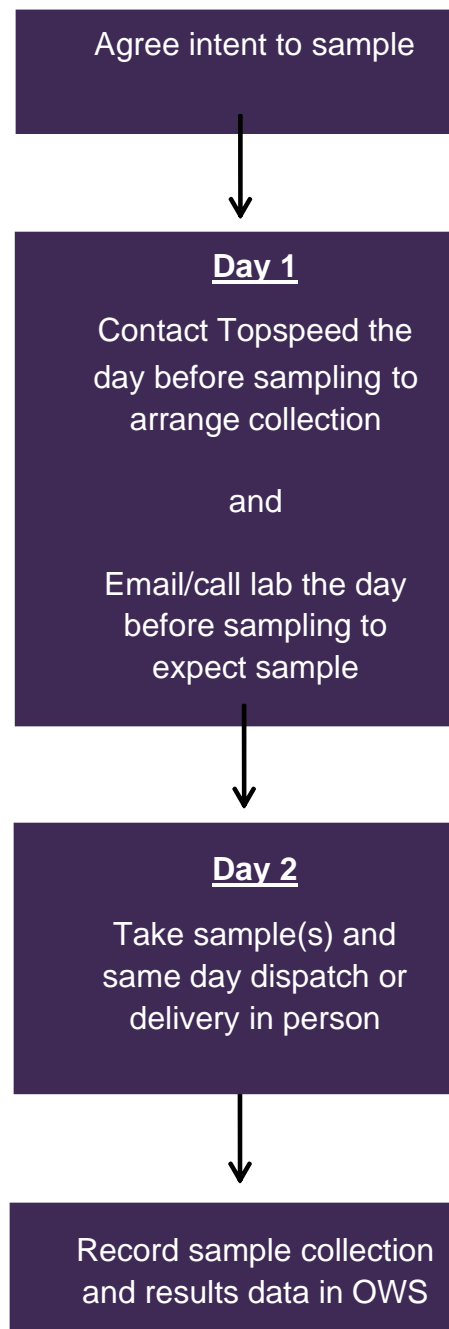 Agree intent to sample
Day 1
Contact Topspeed the
day before sampling to
arrange collection
and
Email/call lab the day
before sampling to
expect sample
Day 2
Take sample(s) and
same day dispatch or
delivery in person
Record sample collection
and results data in OWS